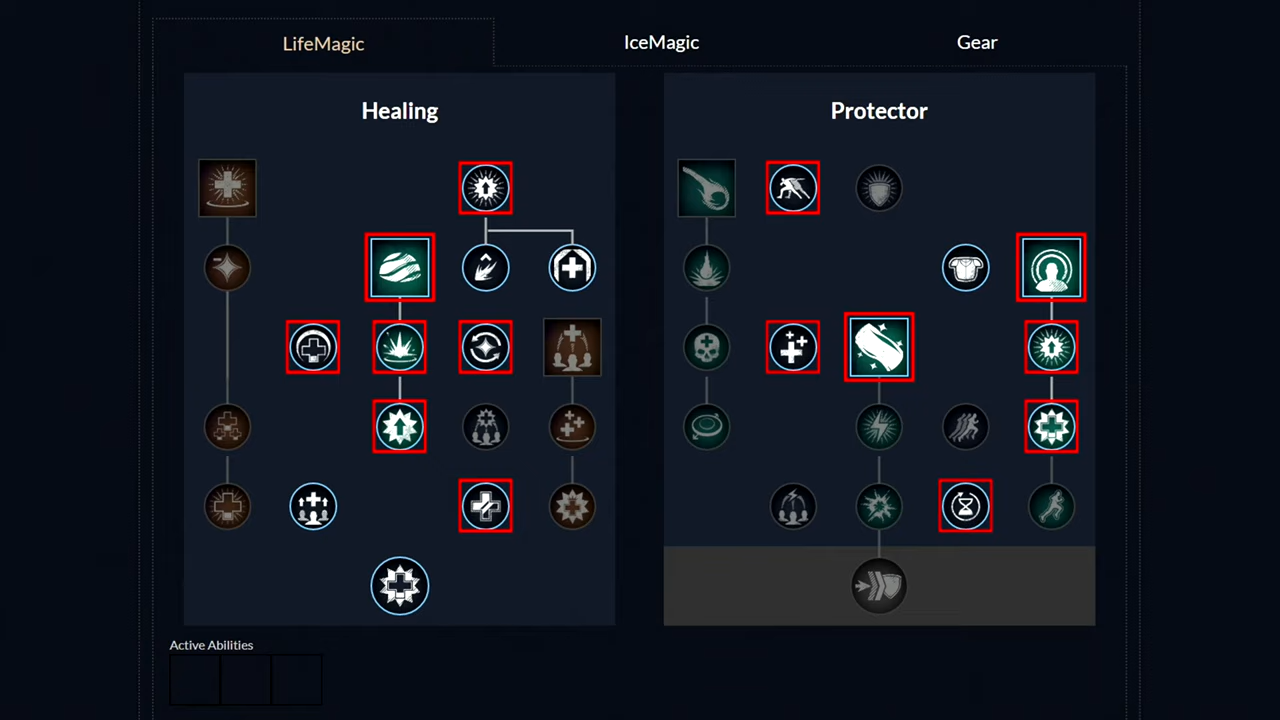 LifeMagic
IceMagic
Gear
Healing
Protector
Active Abilities